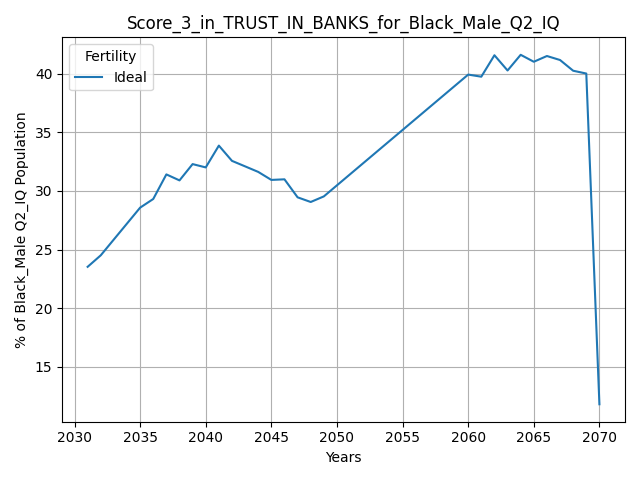 Score_3_in_TRUST_IN_BANKS_for_Black_Male_Q2_IQ
Fertility
Ideal
% of Black_Male Q2_IQ Population
40
35
30
25
20
15
2030 2035 2040 2045 2050 2055 2060 2065 2070
Years